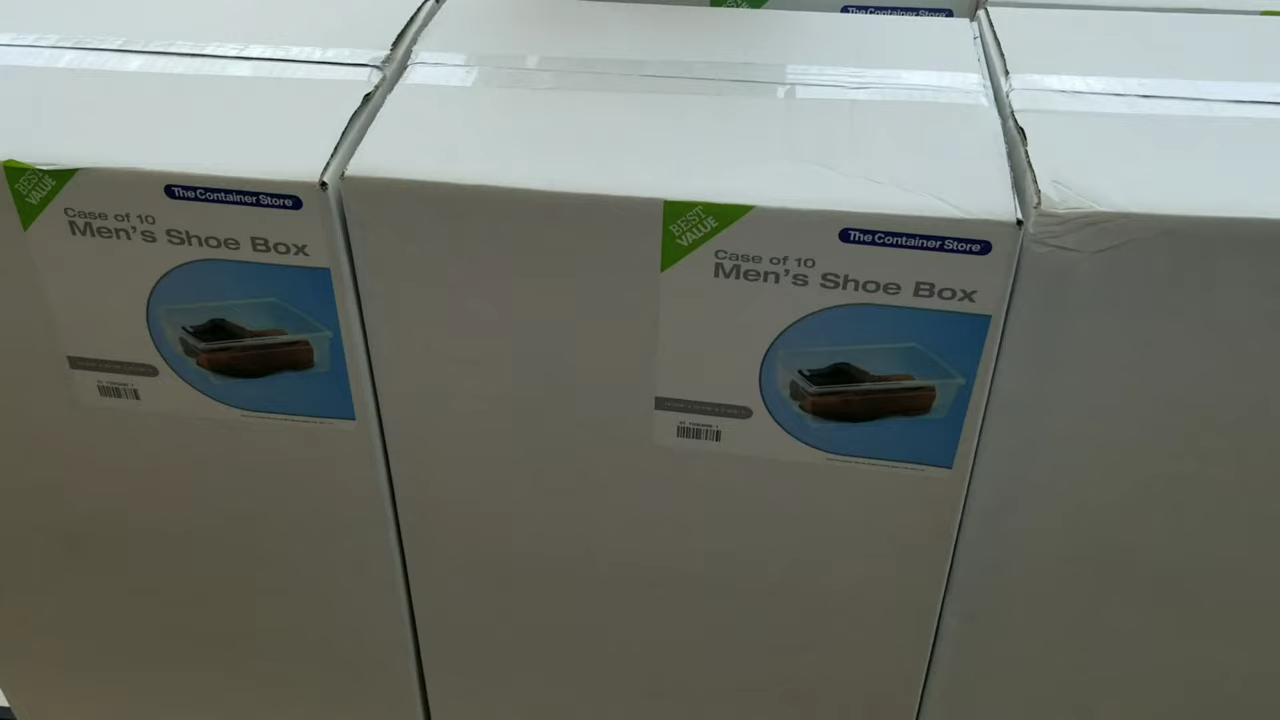 The Container Store
BEST
VALUE
The Container Store
Case of 10
Men's Shoe Box
BEST
VALUE
The Container Store
Case of 10
Men's Shoe Box